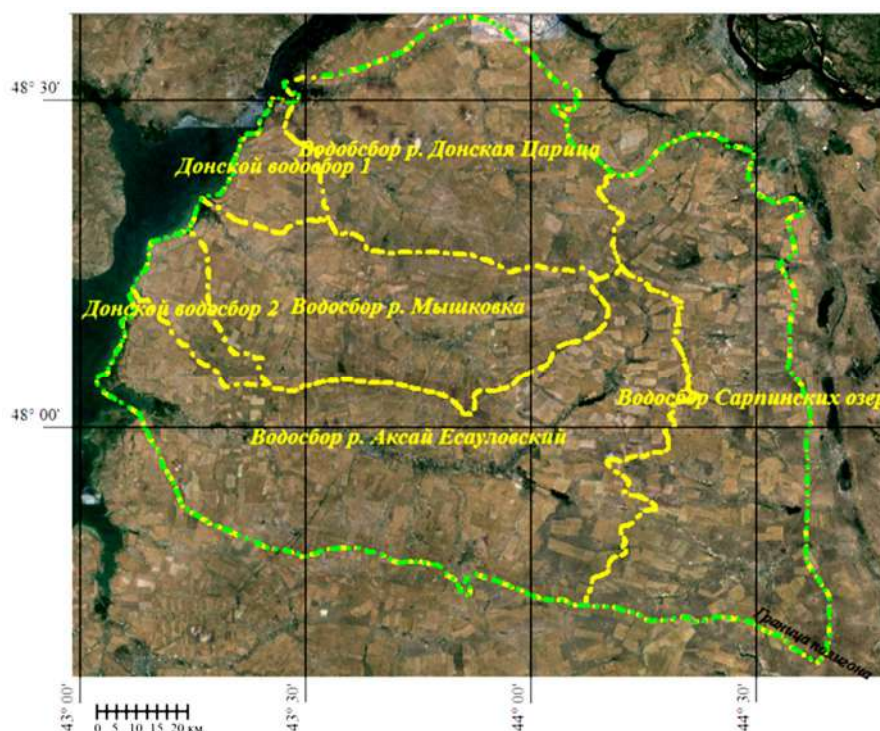 48° 30'
Водобсбор р. Донская Царица
Донской водосбор 1
Донской водосбор 2
Водосбор р. Мышковка
Водосбор Сарпинских озер
48° 00'
Водосбор р. Аксай Есауловский
Граница полигона
43° 00'
43° 30'
44° 00'
44° 30'
0 5 10 15 20 км